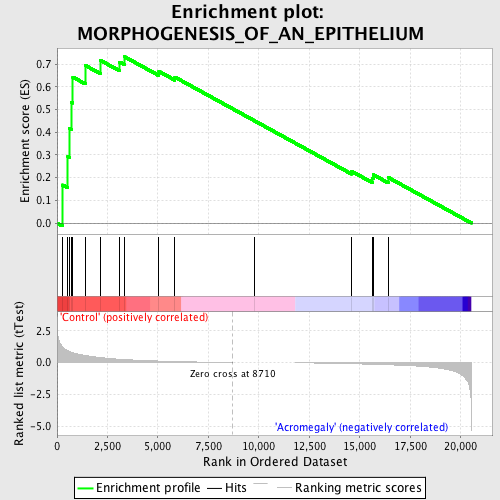 Enrichment plot:
MORPHOGENESIS_OF_AN_EPITHELIUM
Enrichment score (ES)
0.7
0.6
0.5
0.4
0.3
0.2
0.1
0.0
'Control' (positively correlated)
Ranked list metric (tTest)
2.5
0.0
-2.5
-5.0
Zero cross at 8710
'Acromegaly' (negatively correlated)
0
2,500
5,000
7,500
10,000
12,500
15,000
17,500
20,000
Rank in Ordered Dataset
Enrichment profile
Hits
Ranking metric scores